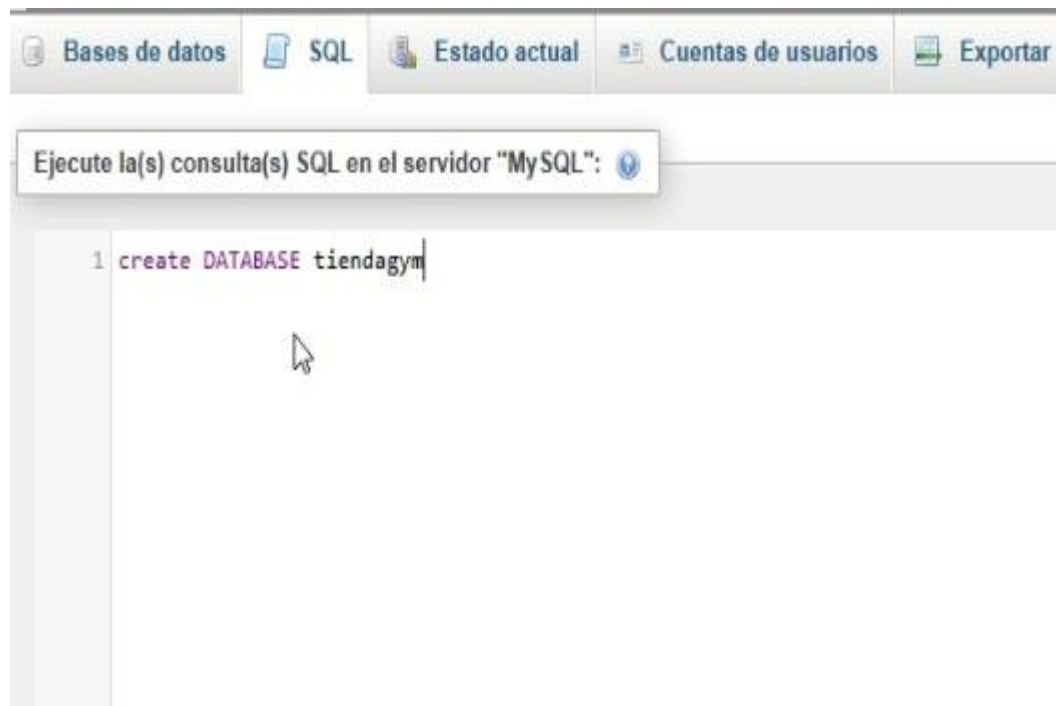 Bases de datos SQL Estado actual Cuentas de usuarios Exportar
Ejecute la(s) consulta(s) SQL en el servidor "MySQL":
1 create DATABASE tiendagym